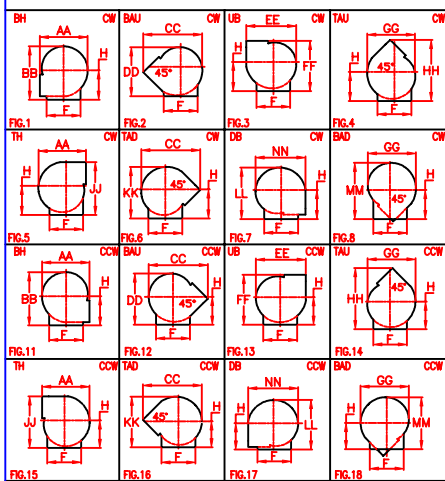 BH CW
AA
BB H
F
FIG.1
BAU CW
CC
DD 45° H
F
FIG.2
UB CW
EE
H FF
F
FIG.3
TAU CW
GG
45° H HH
F
FIG.4
TH CW
AA
H JJ
F
FIG.5
TAD CW
CC
KK 45° H
F
FIG.6
DB CW
NN
LL H
F
FIG.7
BAD CW
GG
MM 45° H
F
FIG.8
BH CCW
AA
BB H
F
FIG.11
BAU CCW
CC
DD 45° H
F
FIG.12
UB CCW
EE
FF H
F
FIG.13
TAU CCW
GG
HH 45° H
F
FIG.14
TH CCW
AA
JJ H
F
FIG.15
TAD CCW
CC
KK 45° H
F
FIG.16
DB CCW
NN
H LL
F
FIG.17
BAD CCW
GG
H 45° MM
F
FIG.18